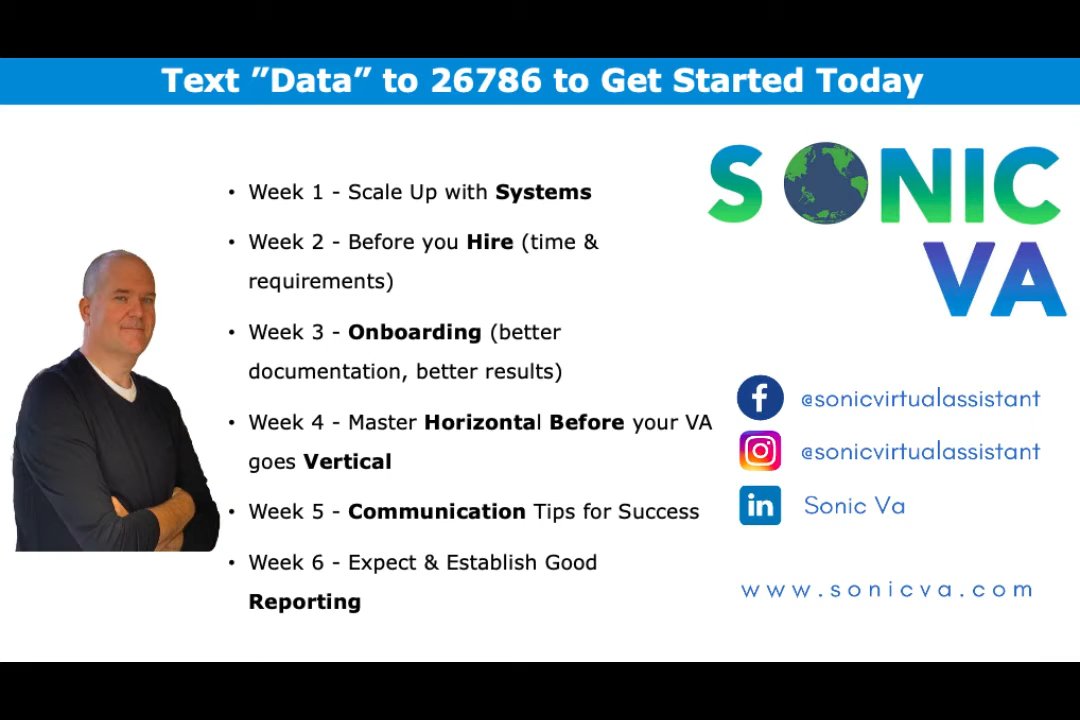 Text ”Data” to 26786 to Get Started Today
• Week 1 - Scale Up with Systems
• Week 2 - Before you Hire (time &
requirements)
• Week 3 - Onboarding (better
documentation, better results)
• Week 4 - Master Horizontal Before your VA
goes Vertical
• Week 5 - Communication Tips for Success
• Week 6 - Expect & Establish Good
Reporting
SONIC
VA
@sonicvirtualassistant
@sonicvirtualassistant
in Sonic Va
www.sonicva.com